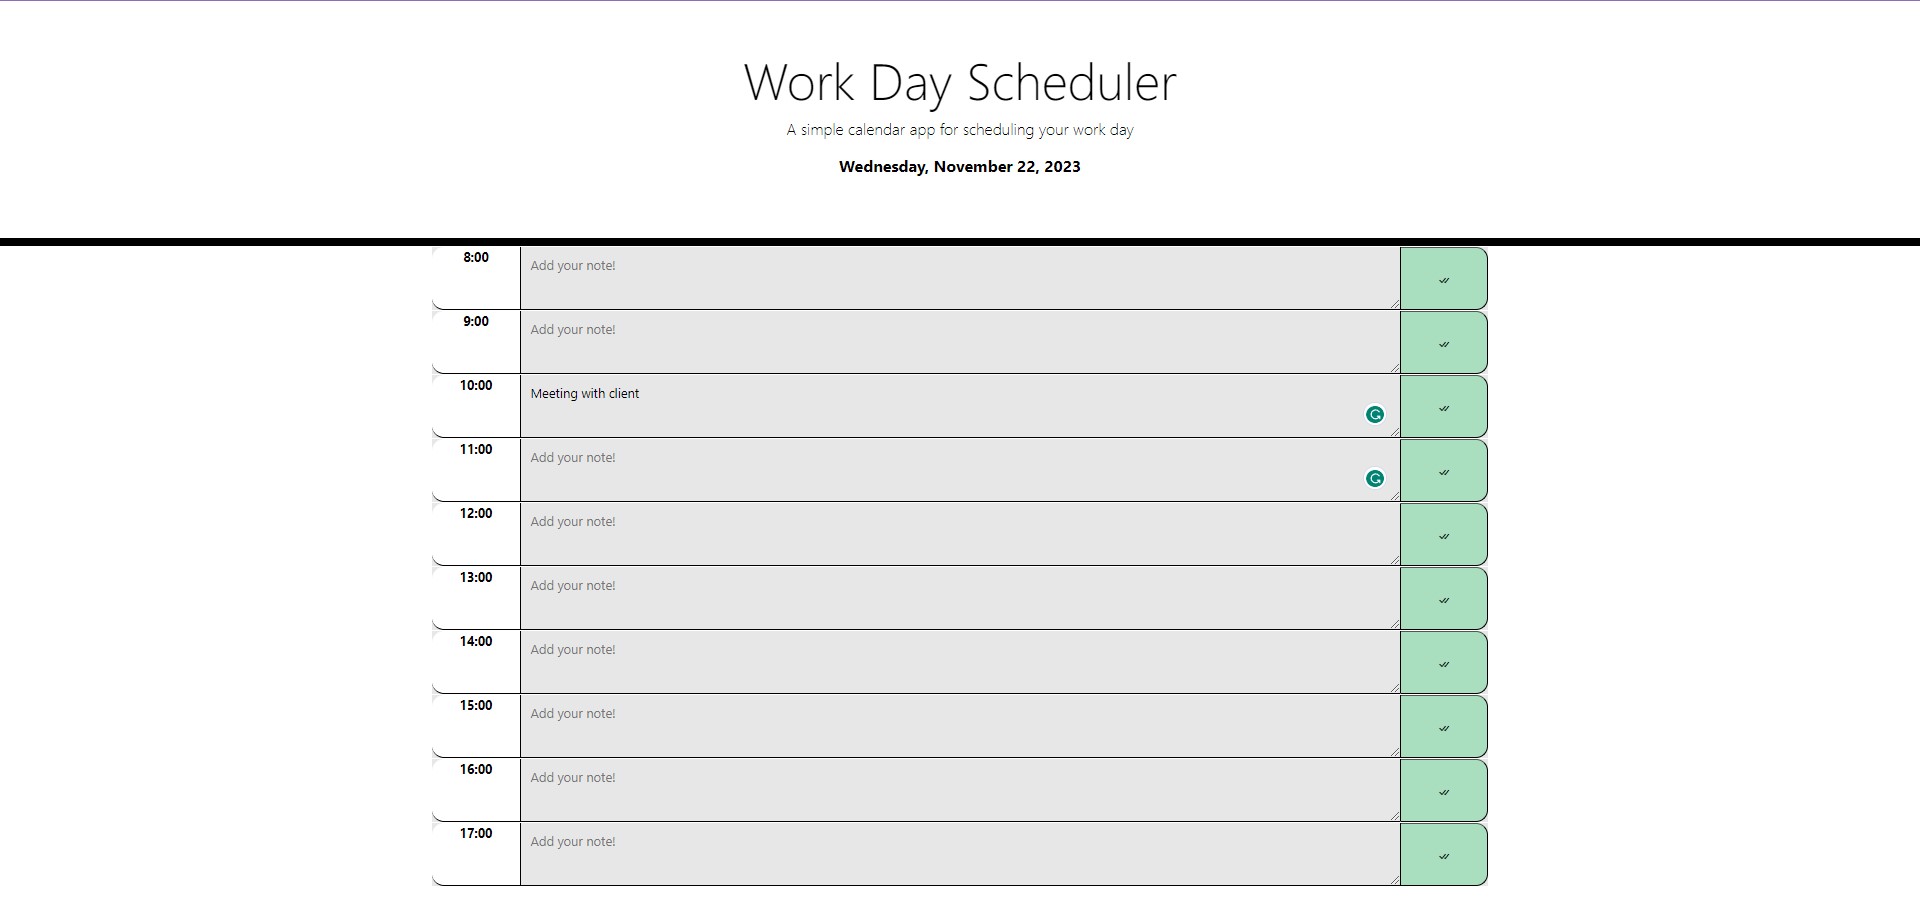 Work Day Scheduler
A simple calendar app for scheduling your work day
Wednesday, November 22, 2023
8:00 Add your note!
9:00 Add your note!
10:00 Meeting with client
11:00 Add your note!
12:00 Add your note!
13:00 Add your note!
14:00 Add your note!
15:00 Add your note!
16:00 Add your note!
17:00 Add your note!